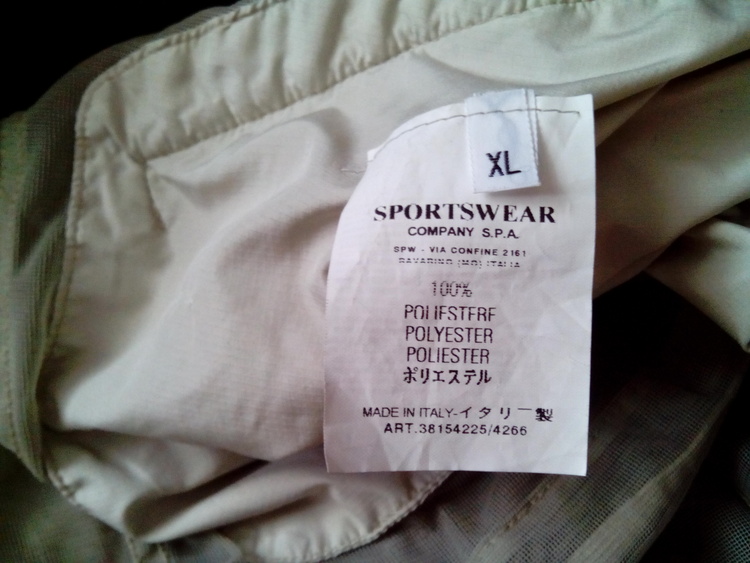 XL
SPORTSWEAR
COMPANY S.P.A.
SPW - VIA CONFINE 2161
RAVARINO (MO) ITALIA
100%
POLIESTERE
POLYESTER
POLIESTER
ポリエステル
MADE IN ITALY-イタリー製
ART.38154225/4266